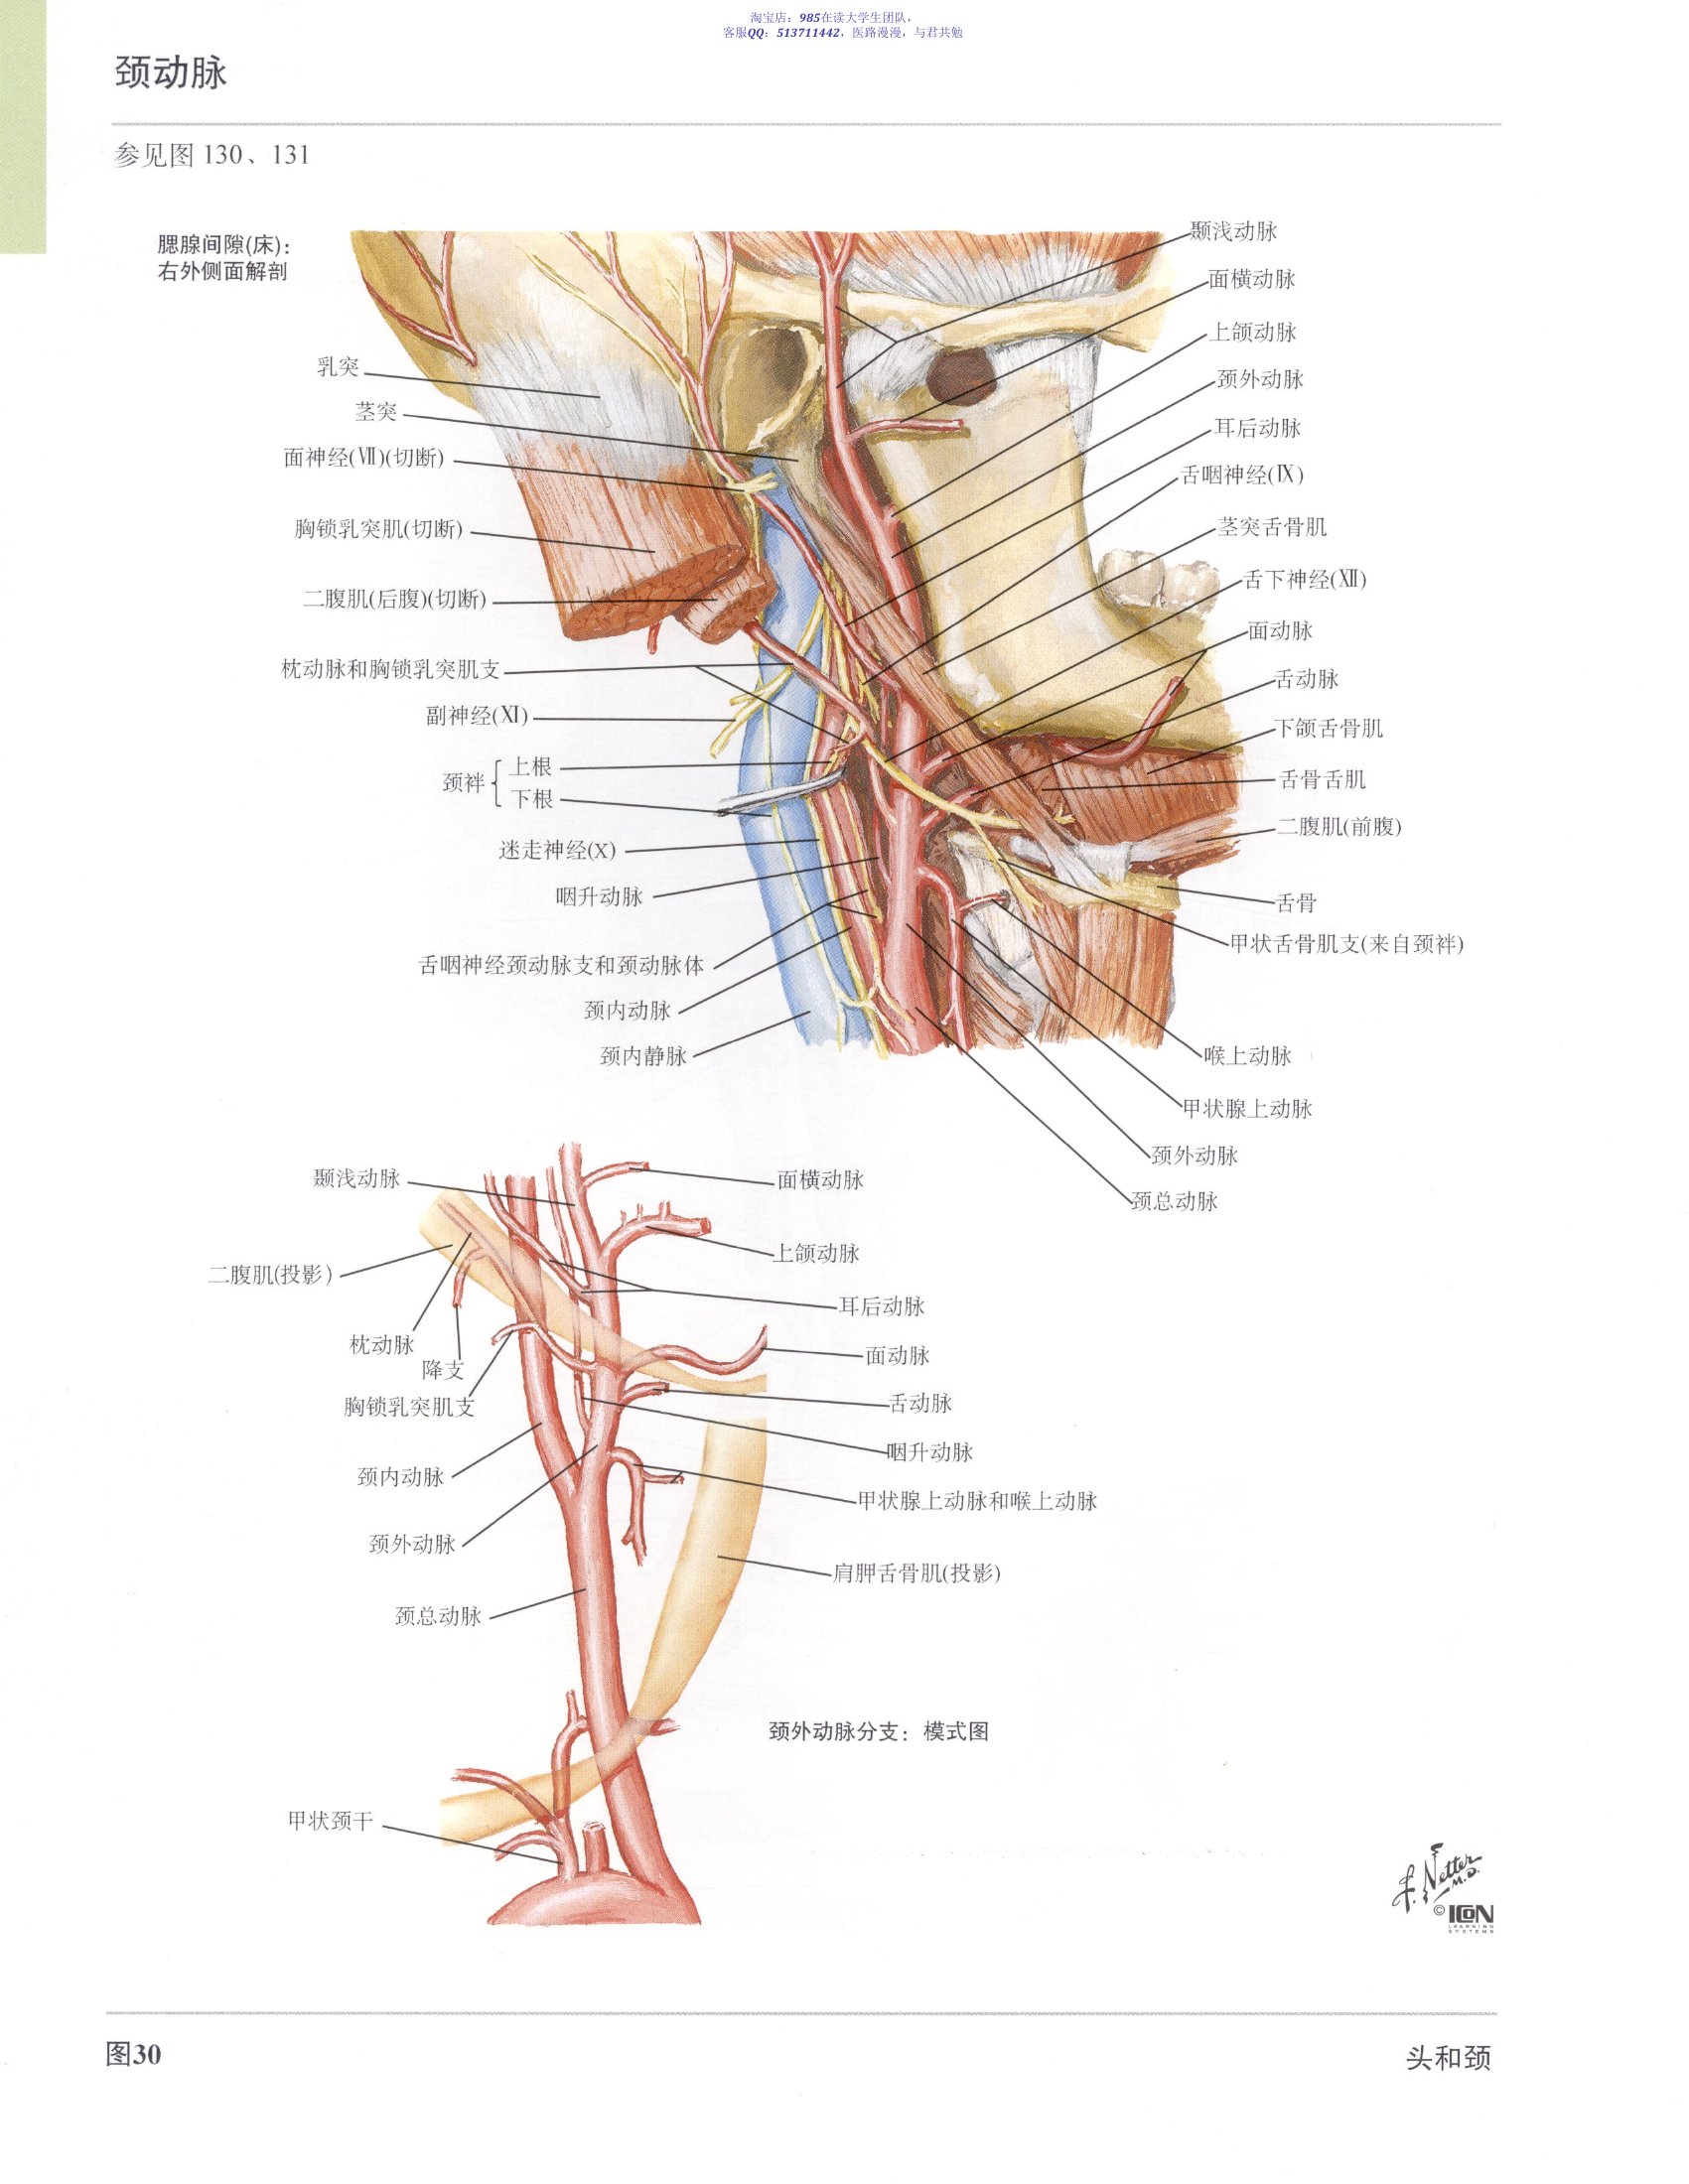 淘宝店：985在读大学生团队，
客服QQ：513711442，医路漫漫，与君共勉
颈动脉
参见图 130、131
腮腺间隙(床)：
右外侧面解剖
乳突
茎突
面神经(Ⅶ)(切断)
胸锁乳突肌(切断)
二腹肌(后腹)(切断)
枕动脉和胸锁乳突肌支
副神经(Ⅺ)
颈袢
上根
下根
迷走神经(X)
咽升动脉
舌咽神经颈动脉支和颈动脉体
颈内动脉
颈内静脉
颞浅动脉
面横动脉
上颌动脉
颈外动脉
耳后动脉
舌咽神经(Ⅸ)
茎突舌骨肌
舌下神经(Ⅻ)
面动脉
舌动脉
下颌舌骨肌
舌骨舌肌
二腹肌(前腹)
舌骨
甲状舌骨肌支(来自颈袢)
喉上动脉
甲状腺上动脉
颈外动脉
颈总动脉
颞浅动脉
二腹肌(投影)
枕动脉
降支
胸锁乳突肌支
颈内动脉
颈外动脉
颈总动脉
甲状颈干
面横动脉
上颌动脉
耳后动脉
面动脉
舌动脉
咽升动脉
甲状腺上动脉和喉上动脉
肩胛舌骨肌(投影)
颈外动脉分支：模式图
F. Netter
M.D.
© ICON
LEARNING
SYSTEMS
图30
头和颈